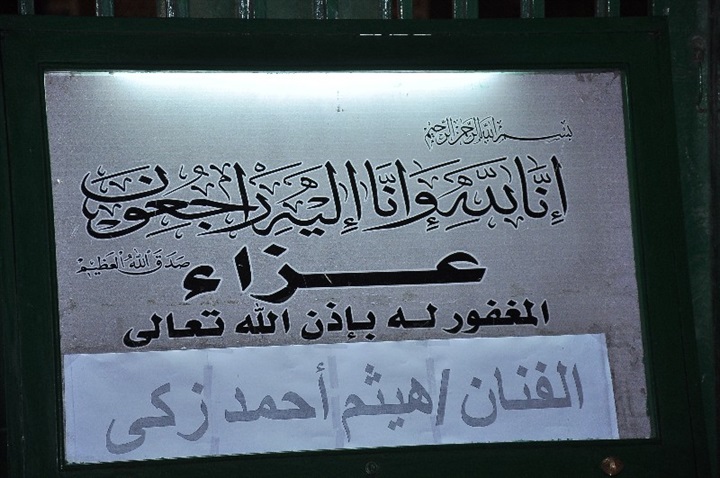 بسم الله الرحمن الرحيم
إنا لله وإنا إليه راجعون
صدق الله العظيم
عزاء
المغفور له بإذن الله تعالى
الفنان/هيثم أحمد زكى